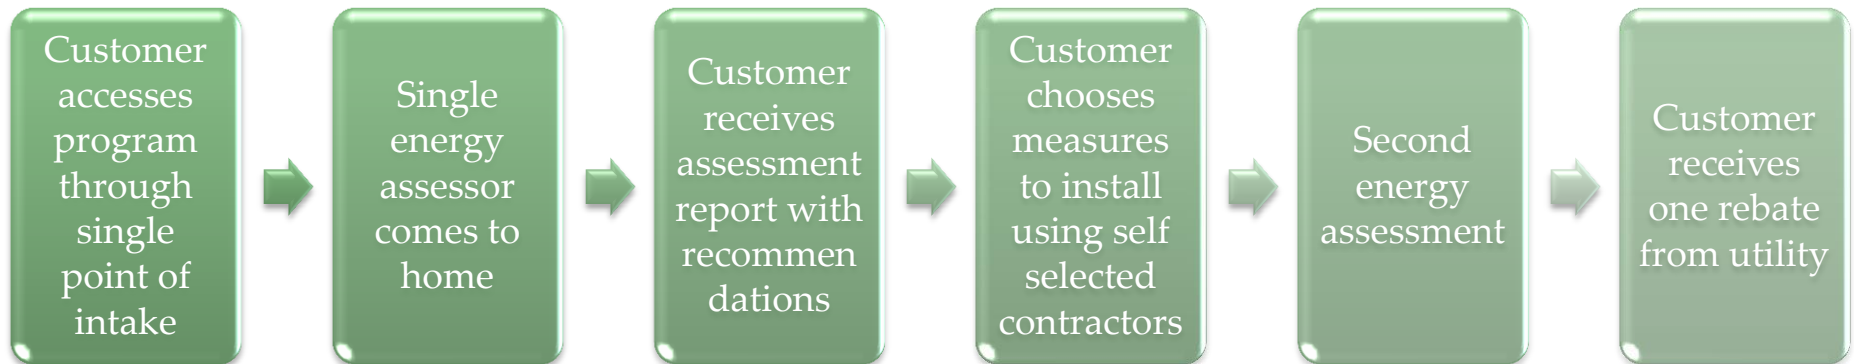 Customer
accesses
program
through
single
point of
intake
Single
energy
assessor
comes to
home
Customer
receives
assessment
report with
recommen
dations
Customer
chooses
measures
to install
using self
selected
contractors
Second
energy
assessment
Customer
receives
one rebate
from utility